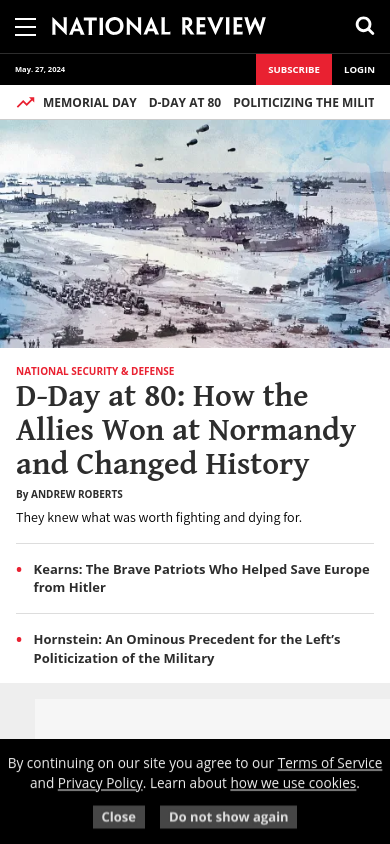 NATIONAL REVIEW
May. 27, 2024
SUBSCRIBE
LOGIN
MEMORIAL DAY D-DAY AT 80 POLITICIZING THE MILIT
NATIONAL SECURITY & DEFENSE
D-Day at 80: How the
Allies Won at Normandy
and Changed History
By ANDREW ROBERTS
They knew what was worth fighting and dying for.
• Kearns: The Brave Patriots Who Helped Save Europe
from Hitler
• Hornstein: An Ominous Precedent for the Left’s
Politicization of the Military
By continuing on our site you agree to our Terms of Service
and Privacy Policy. Learn about how we use cookies.
Close
Do not show again